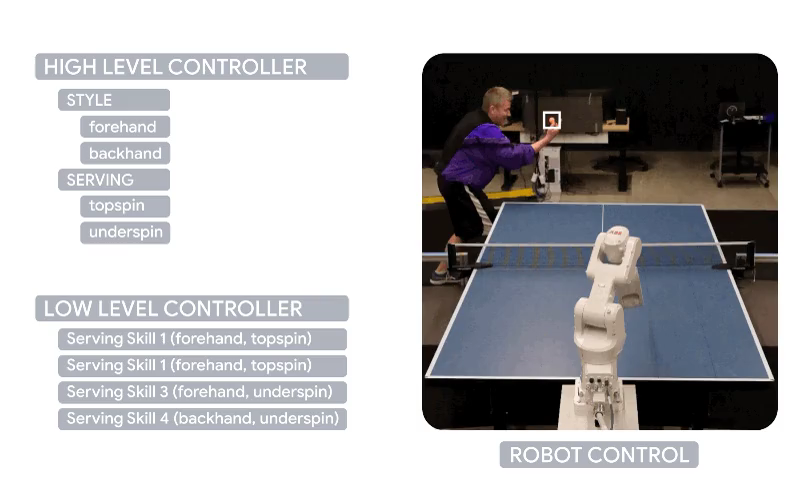 HIGH LEVEL CONTROLLER
STYLE
forehand
backhand
SERVING
topspin
underspin
LOW LEVEL CONTROLLER
Serving Skill 1 (forehand, topspin)
Serving Skill 1 (forehand, topspin)
Serving Skill 3 (forehand, underspin)
Serving Skill 4 (backhand, underspin)
ABB
ROBOT CONTROL